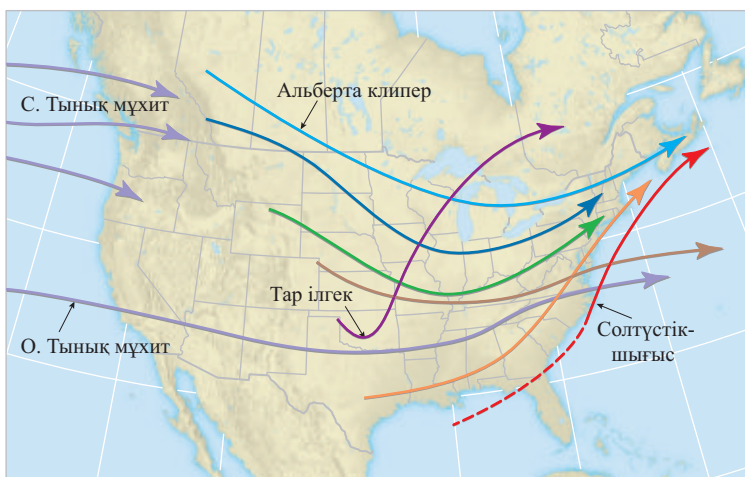 Альберта клипер
С. Тынық мұхит
Тар ілгек
О. Тынық мұхит
Солтүстік-
шығыс